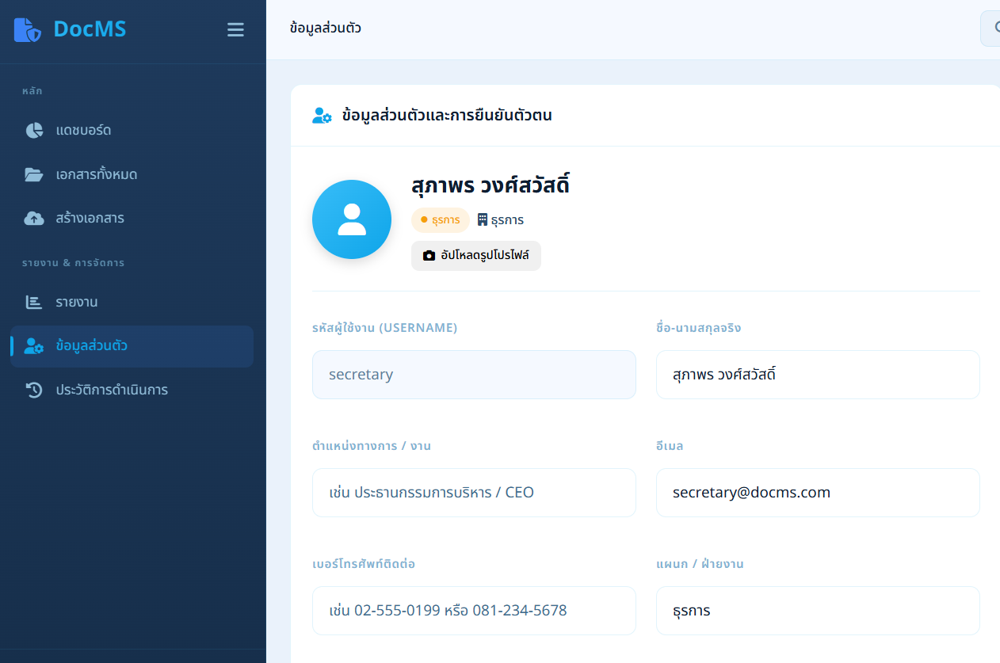 DocMS
หลัก
แดชบอร์ด
เอกสารทั้งหมด
สร้างเอกสาร
รายงาน & การจัดการ
รายงาน
ข้อมูลส่วนตัว
ประวัติการดำเนินการ
ข้อมูลส่วนตัว
ข้อมูลส่วนตัวและการยืนยันตัวตน
สุภาพร วงศ์สวัสดิ์
ธุรการ ธุรการ
อัปโหลดรูปโปรไฟล์
รหัสผู้ใช้งาน (USERNAME)
secretary
ชื่อ-นามสกุลจริง
สุภาพร วงศ์สวัสดิ์
ตำแหน่งทางการ / งาน
เช่น ประธานกรรมการบริหาร / CEO
อีเมล
secretary@docms.com
เบอร์โทรศัพท์ติดต่อ
เช่น 02-555-0199 หรือ 081-234-5678
แผนก / ฝ่ายงาน
ธุรการ